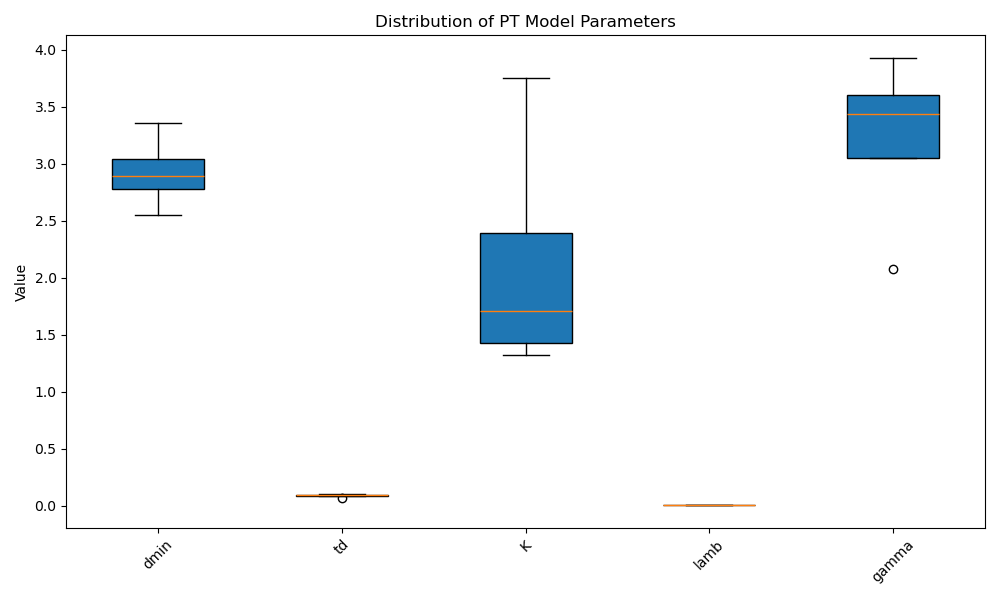 Distribution of PT Model Parameters
4.0
3.5
3.0
2.5
2.0
1.5
1.0
0.5
0.0
Value
dmin
td
K
lamb
gamma